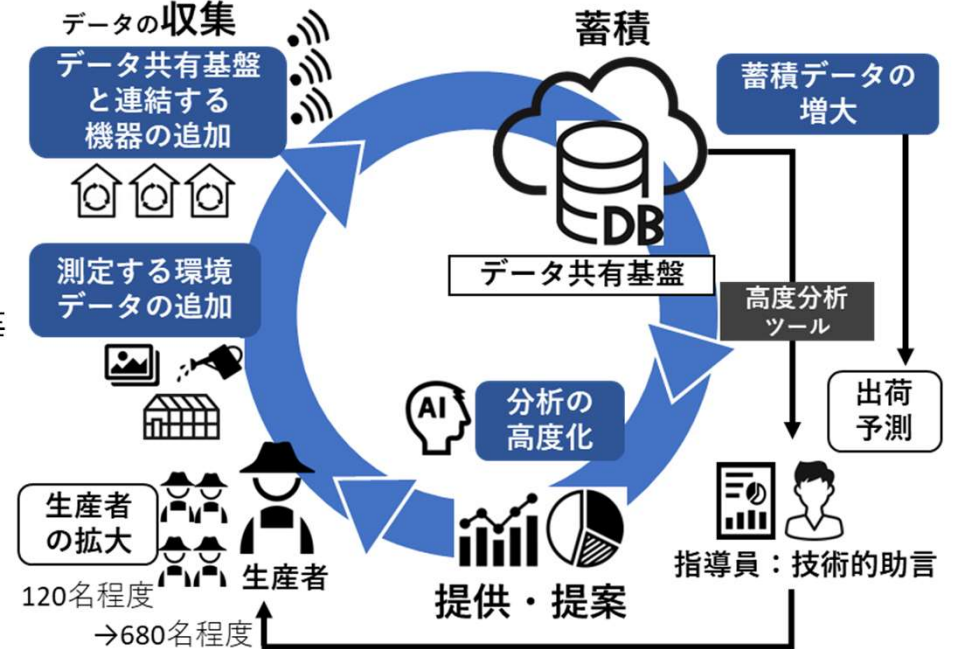 データの収集
データ共有基盤
と連結する
機器の追加
蓄積
DB
データ共有基盤
蓄積データの
増大
測定する環境
データの追加
高度分析
ツール
出荷
予測
AI
分析の
高度化
生産者
の拡大
120名程度
→680名程度
生産者
提供・提案
指導員：技術的助言